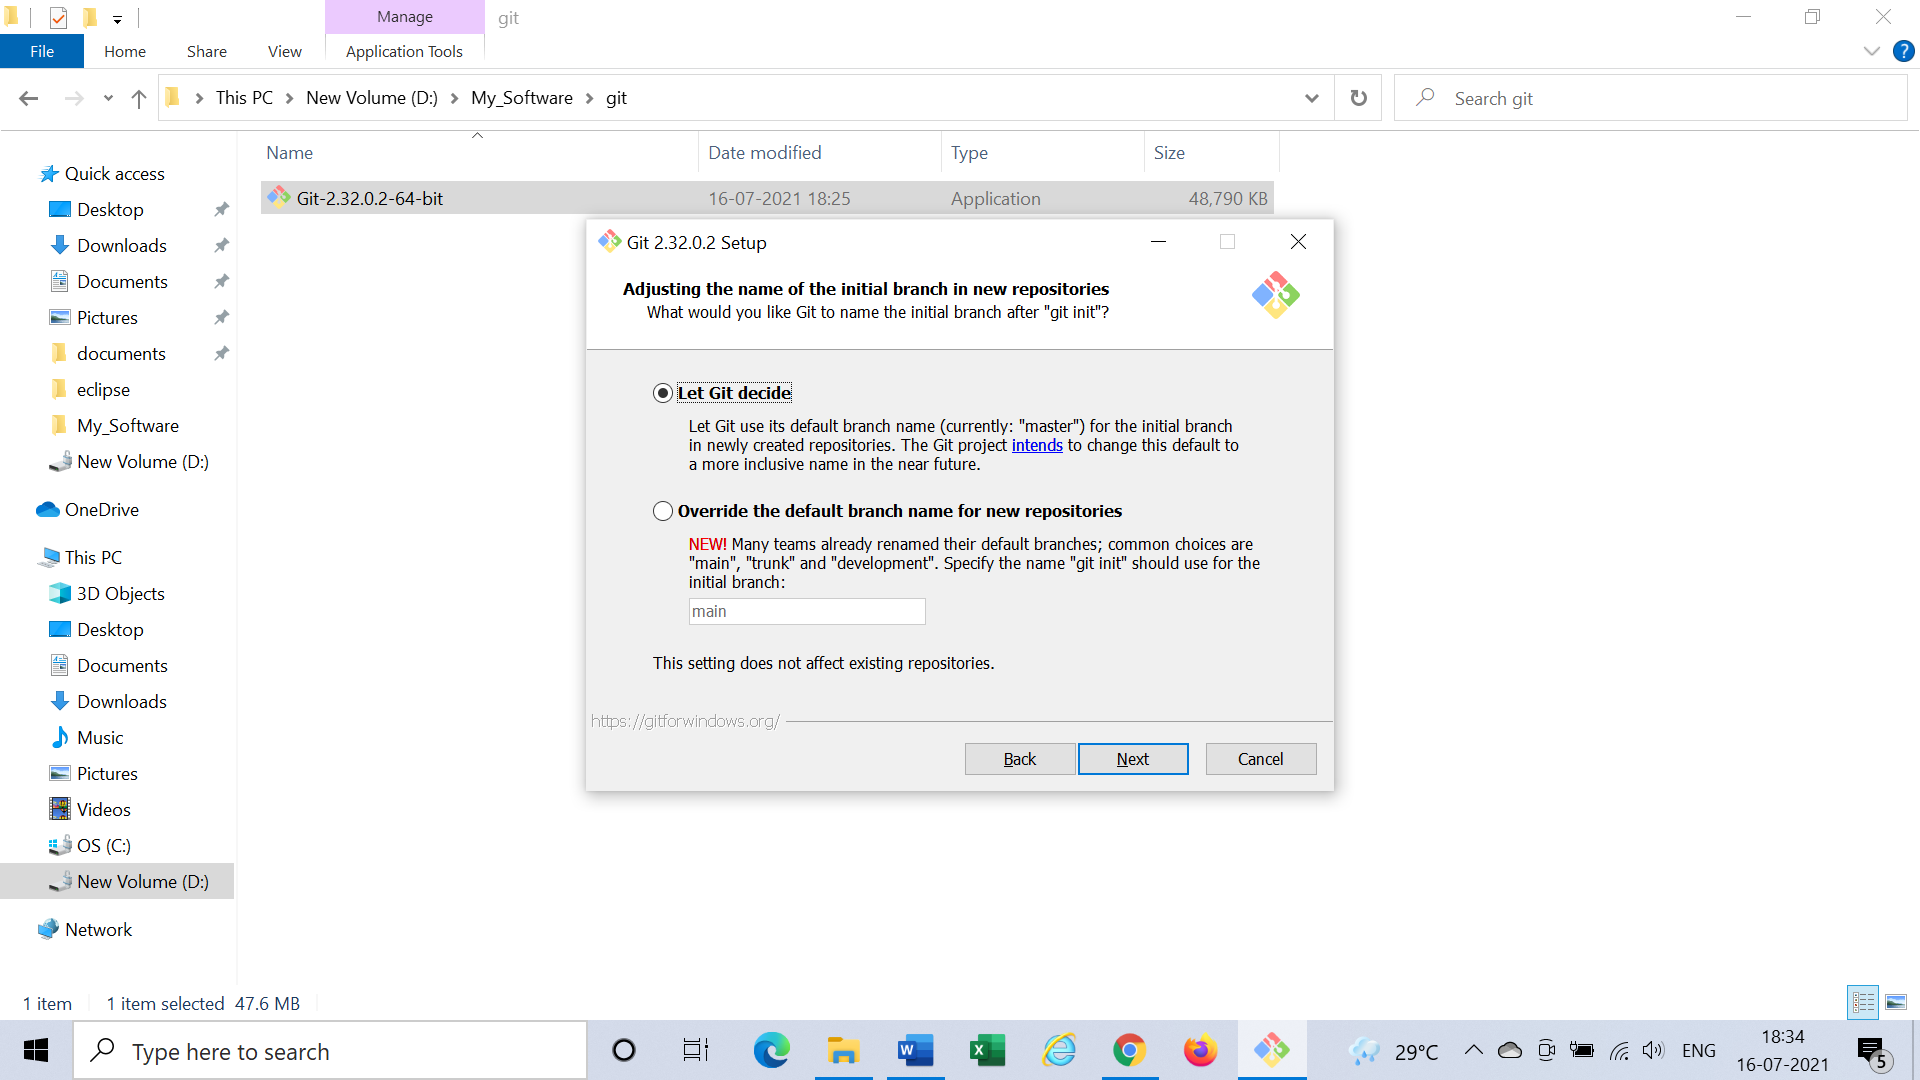 Manage
git
File
Home
Share
View
Application Tools
This PC
New Volume (D:)
My_Software
git
Search git
Name
Date modified
Type
Size
Quick access
Git-2.32.0.2-64-bit
16-07-2021 18:25
Application
48,790 KB
Desktop
Downloads
Documents
Pictures
documents
eclipse
My_Software
New Volume (D:)
OneDrive
This PC
3D Objects
Desktop
Documents
Downloads
Music
Pictures
Videos
OS (C:)
New Volume (D:)
Network
Git 2.32.0.2 Setup
Adjusting the name of the initial branch in new repositories
What would you like Git to name the initial branch after "git init"?
Let Git decide
Let Git use its default branch name (currently: "master") for the initial branch
in newly created repositories. The Git project intends to change this default to
a more inclusive name in the near future.
Override the default branch name for new repositories
NEW! Many teams already renamed their default branches; common choices are
"main", "trunk" and "development". Specify the name "git init" should use for the
initial branch:
main
This setting does not affect existing repositories.
https://gitforwindows.org/
Back
Next
Cancel
1 item
1 item selected 47.6 MB
Type here to search
29°C
ENG
18:34
16-07-2021
5